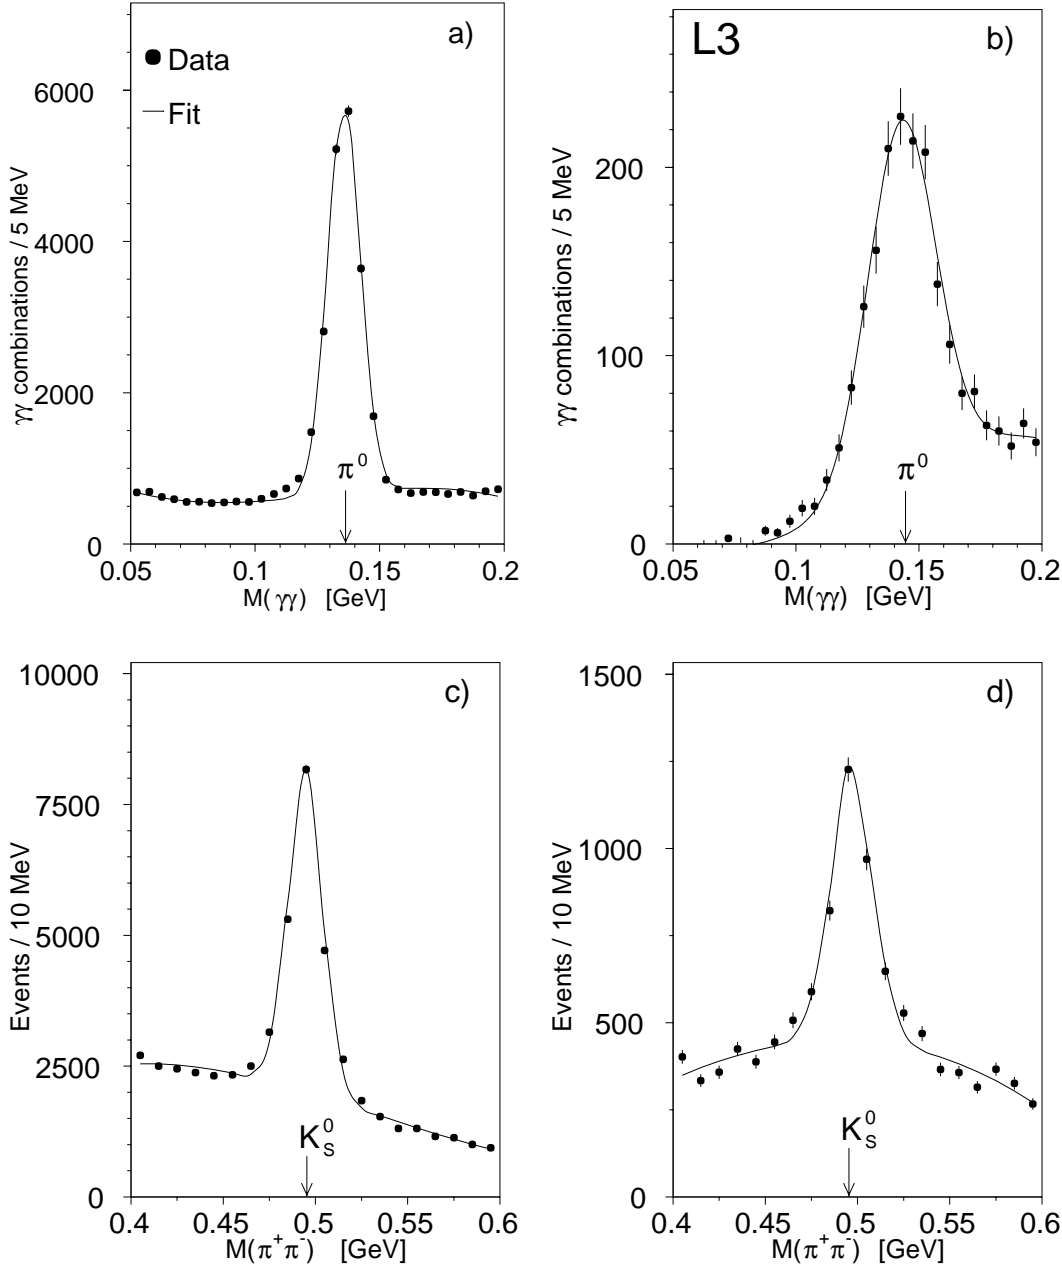 a)
Data
Fit
6000
4000
2000
0
γγ combinations / 5 MeV
π⁰
0.05 0.1 0.15 0.2
M(γγ) [GeV]
L3
b)
200
100
0
γγ combinations / 5 MeV
π⁰
0.05 0.1 0.15 0.2
M(γγ) [GeV]
c)
10000
7500
5000
2500
0
Events / 10 MeV
K⁰S
0.4 0.45 0.5 0.55 0.6
M(π⁺π⁻) [GeV]
d)
1500
1000
500
0
Events / 10 MeV
K⁰S
0.4 0.45 0.5 0.55 0.6
M(π⁺π⁻) [GeV]